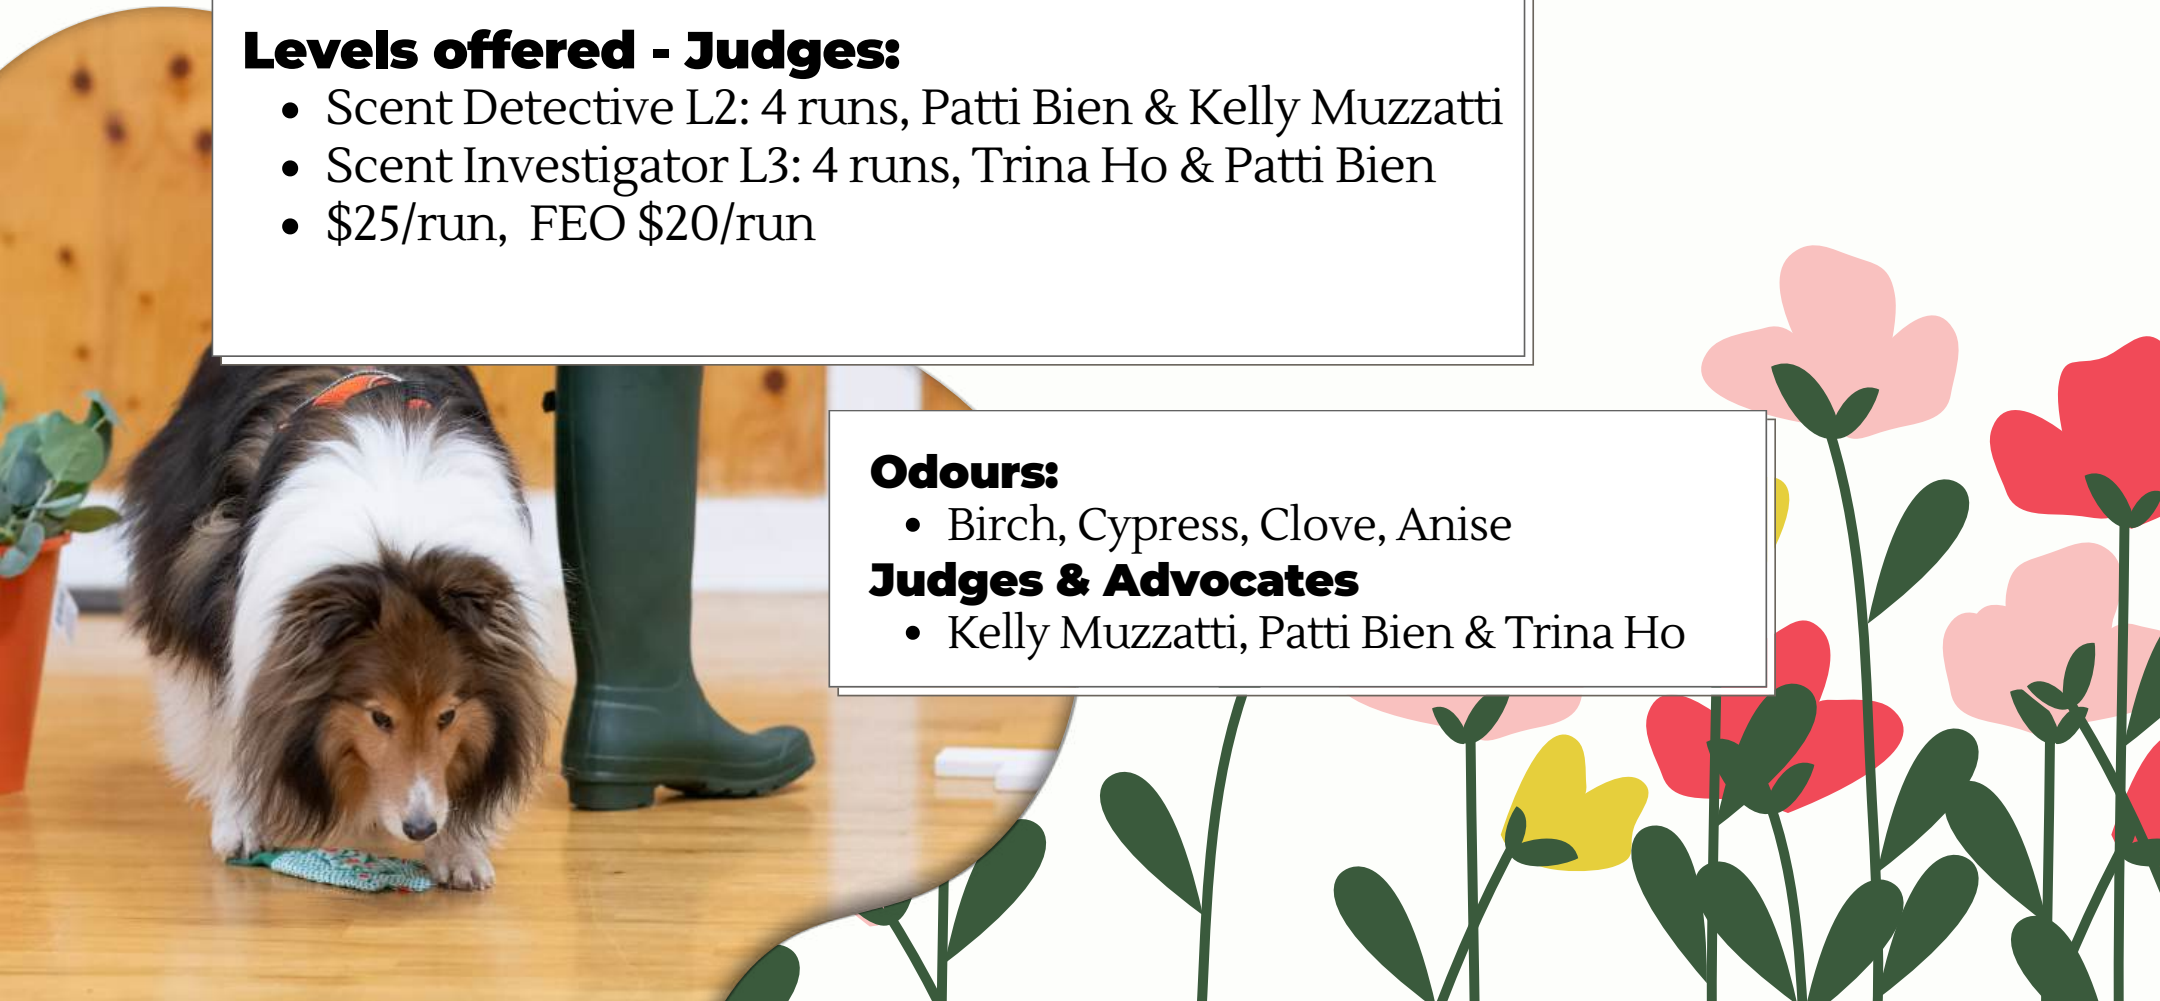 Levels offered - Judges:
• Scent Detective L2: 4 runs, Patti Bien & Kelly Muzzatti
• Scent Investigator L3: 4 runs, Trina Ho & Patti Bien
• $25/run,  FEO $20/run
Odours:
• Birch, Cypress, Clove, Anise
Judges & Advocates
• Kelly Muzzatti, Patti Bien & Trina Ho